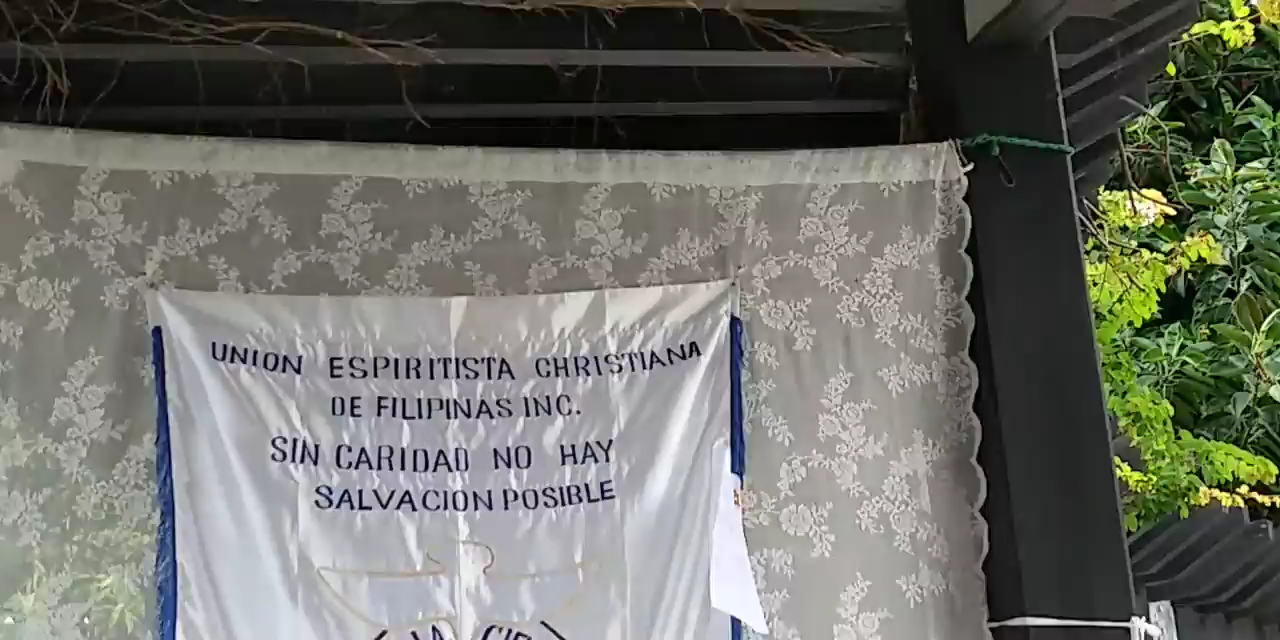 UNION ESPIRITISTA CHRISTIANA
DE FILIPINAS INC.
SIN CARIDAD NO HAY
SALVACION POSIBLE